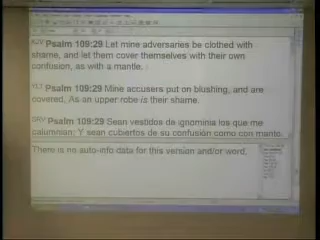 KJV Psalm 109:29 Let mine adversaries be clothed with
shame, and let them cover themselves with their own
confusion, as with a mantle.
YLT Psalm 109:29 Mine accusers put on blushing, and are
covered, As an upper robe is their shame.
Psalm 109:29 Sean vestidos de ignominia los que me
calumnian; Y sean cubiertos de su confusión como con manto.
There is no auto-info data for this version and/or word.